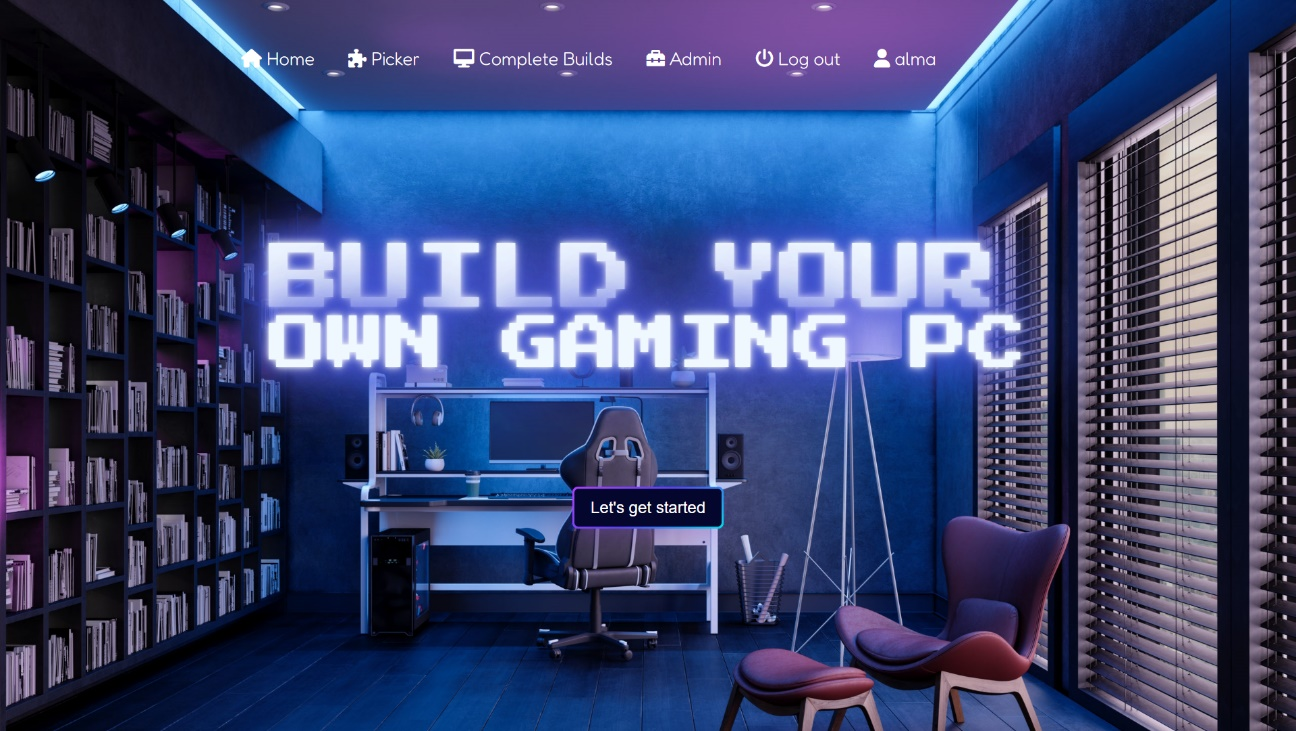 Home Picker Complete Builds Admin Log out alma
BUILD YOUR
OWN GAMING PC
Let's get started